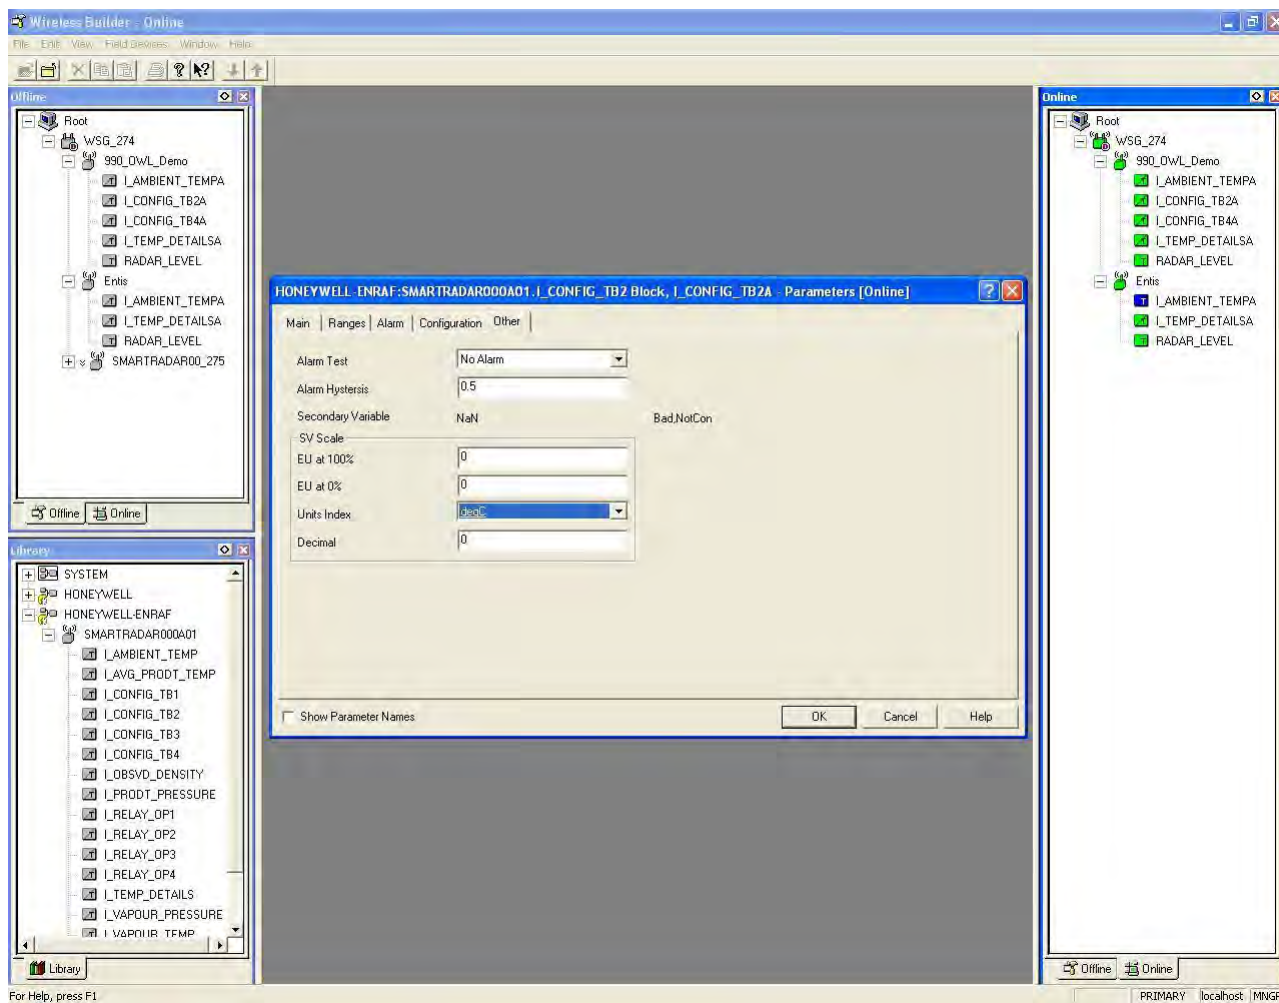 Wireless Builder - Online
File Edit View Field Devices Window Help
Offline
Root
WSG_274
990_OWL_Demo
I_AMBIENT_TEMPA
I_CONFIG_TB2A
I_CONFIG_TB4A
I_TEMP_DETAILSA
RADAR_LEVEL
Entis
I_AMBIENT_TEMPA
I_TEMP_DETAILSA
RADAR_LEVEL
SMARTRADAR00_275
Offline Online
Library
SYSTEM
HONEYWELL
HONEYWELL-ENRAF
SMARTRADAR000A01
I_AMBIENT_TEMP
I_AVG_PRODT_TEMP
I_CONFIG_TB1
I_CONFIG_TB2
I_CONFIG_TB3
I_CONFIG_TB4
I_OBSVD_DENSITY
I_PRODT_PRESSURE
I_RELAY_OP1
I_RELAY_OP2
I_RELAY_OP3
I_RELAY_OP4
I_TEMP_DETAILS
I_VAPOUR_PRESSURE
I_VAPOUR_TEMP
Library
HONEYWELL-ENRAF:SMARTRADAR000A01.I_CONFIG_TB2 Block, I_CONFIG_TB2A - Parameters [Online]
Main Ranges Alarm Configuration Other
Alarm Test No Alarm
Alarm Hystersis 0.5
Secondary Variable NaN Bad,NotCon
SV Scale
EU at 100% 0
EU at 0% 0
Units Index degC
Decimal 0
Show Parameter Names OK Cancel Help
Online
Root
WSG_274
990_OWL_Demo
I_AMBIENT_TEMPA
I_CONFIG_TB2A
I_CONFIG_TB4A
I_TEMP_DETAILSA
RADAR_LEVEL
Entis
I_AMBIENT_TEMPA
I_TEMP_DETAILSA
RADAR_LEVEL
Offline Online
For Help, press F1 PRIMARY localhost MNGR